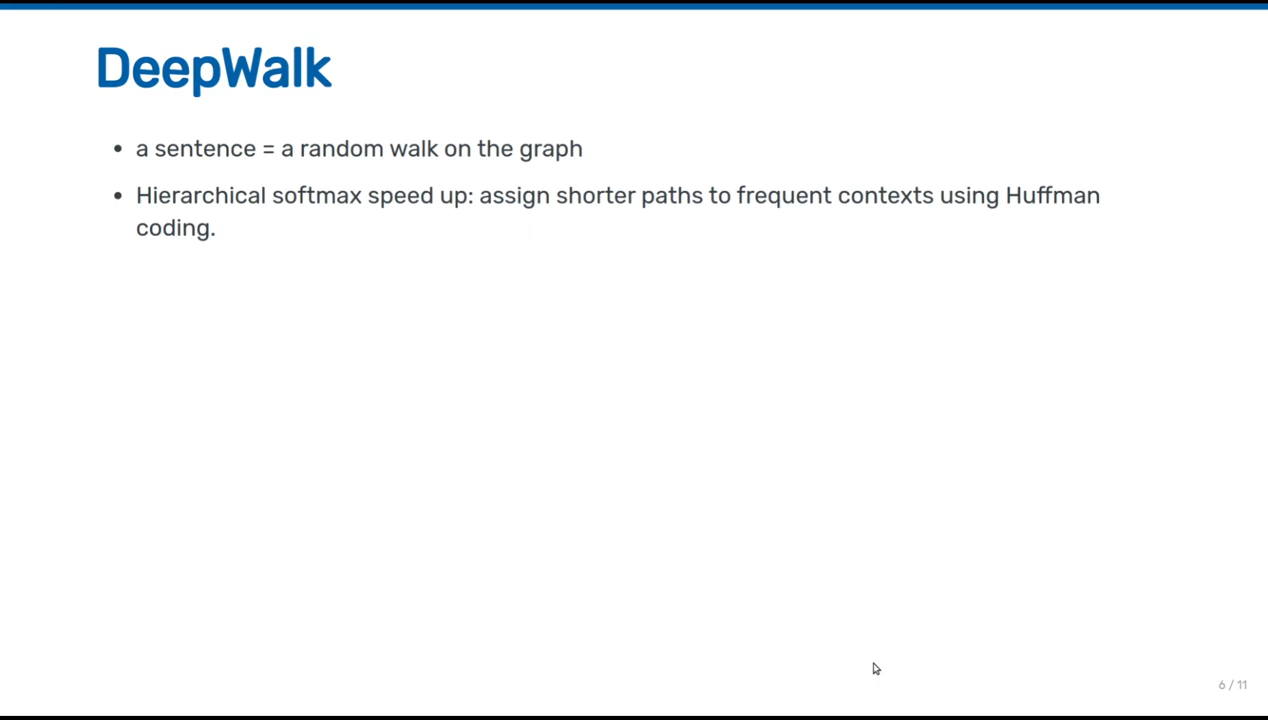 DeepWalk
• a sentence = a random walk on the graph
• Hierarchical softmax speed up: assign shorter paths to frequent contexts using Huffman
coding.
6 / 11